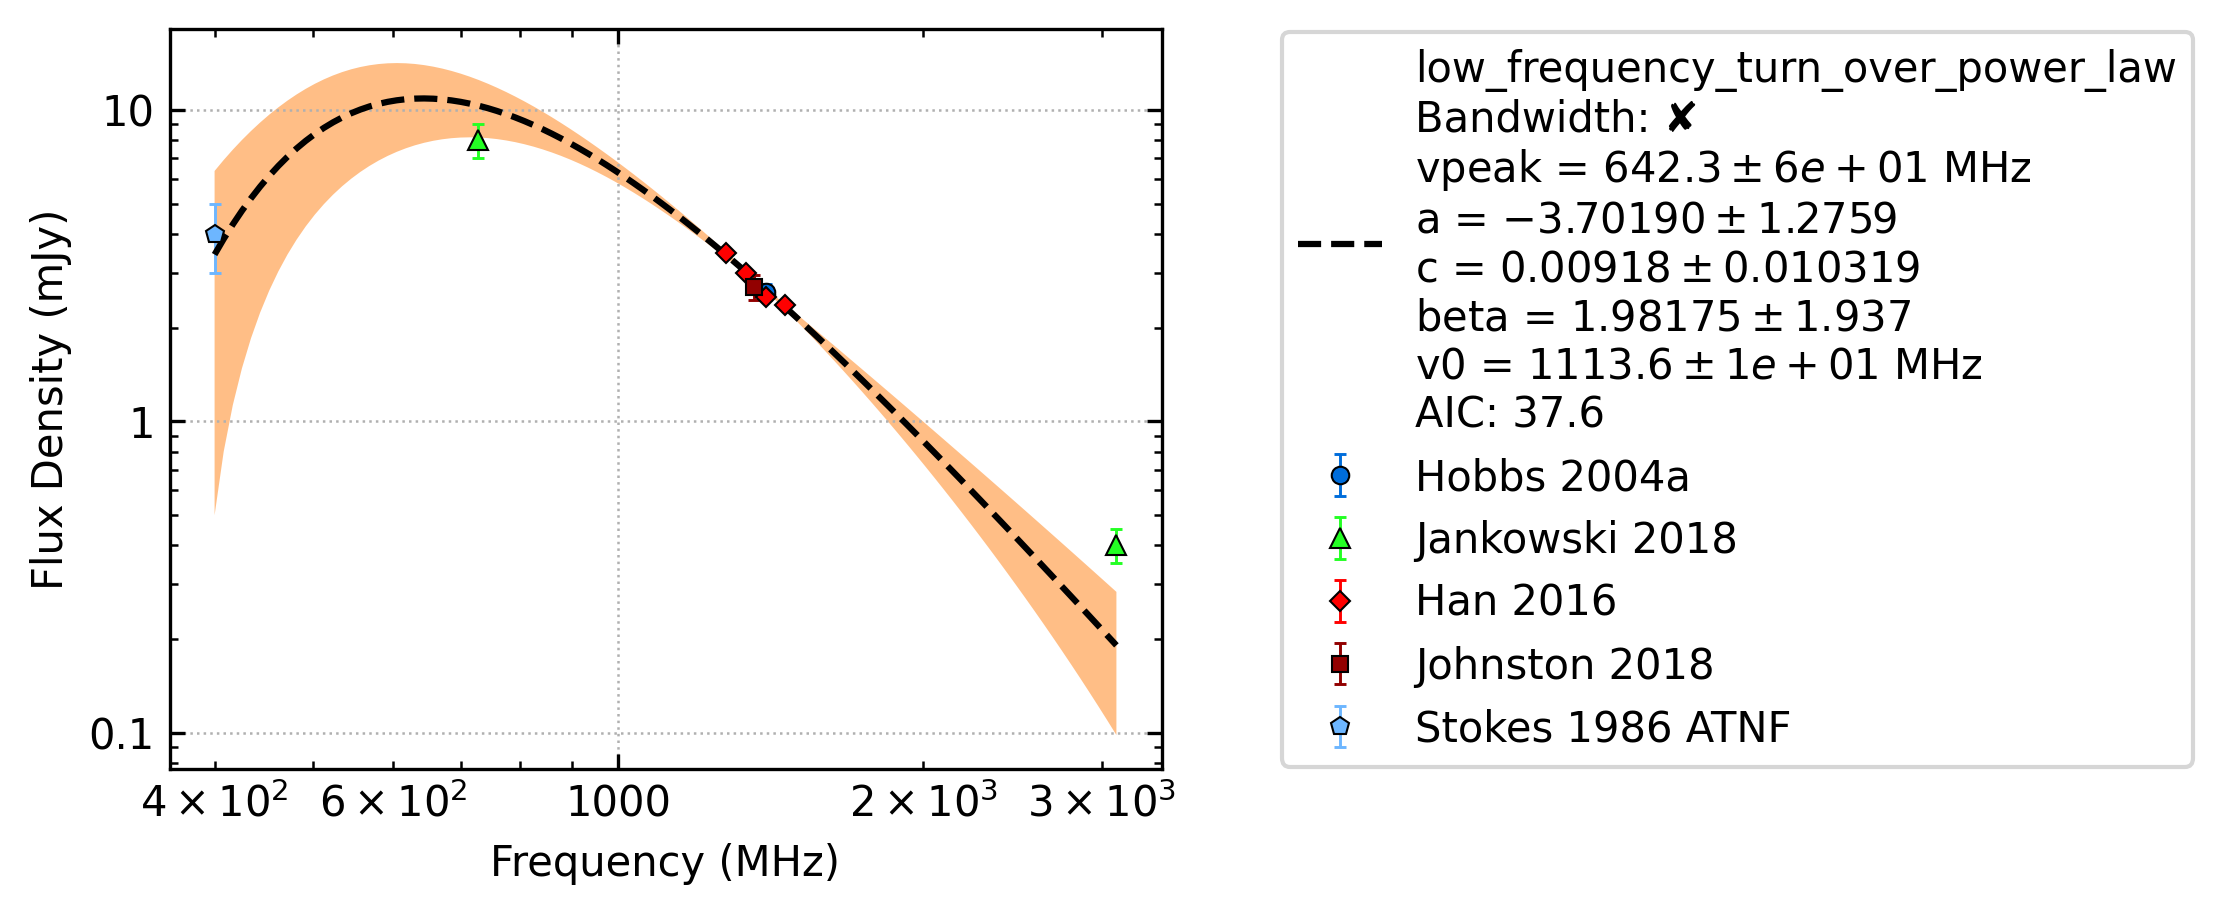 10
1
0.1
Flux Density (mJy)
4 × 10² 6 × 10² 1000 2 × 10³ 3 × 10³
Frequency (MHz)
low_frequency_turn_over_power_law
Bandwidth: ✘
vpeak = 642.3 ± 6e + 01 MHz
a = −3.70190 ± 1.2759
c = 0.00918 ± 0.010319
beta = 1.98175 ± 1.937
v0 = 1113.6 ± 1e + 01 MHz
AIC: 37.6
Hobbs 2004a
Jankowski 2018
Han 2016
Johnston 2018
Stokes 1986 ATNF